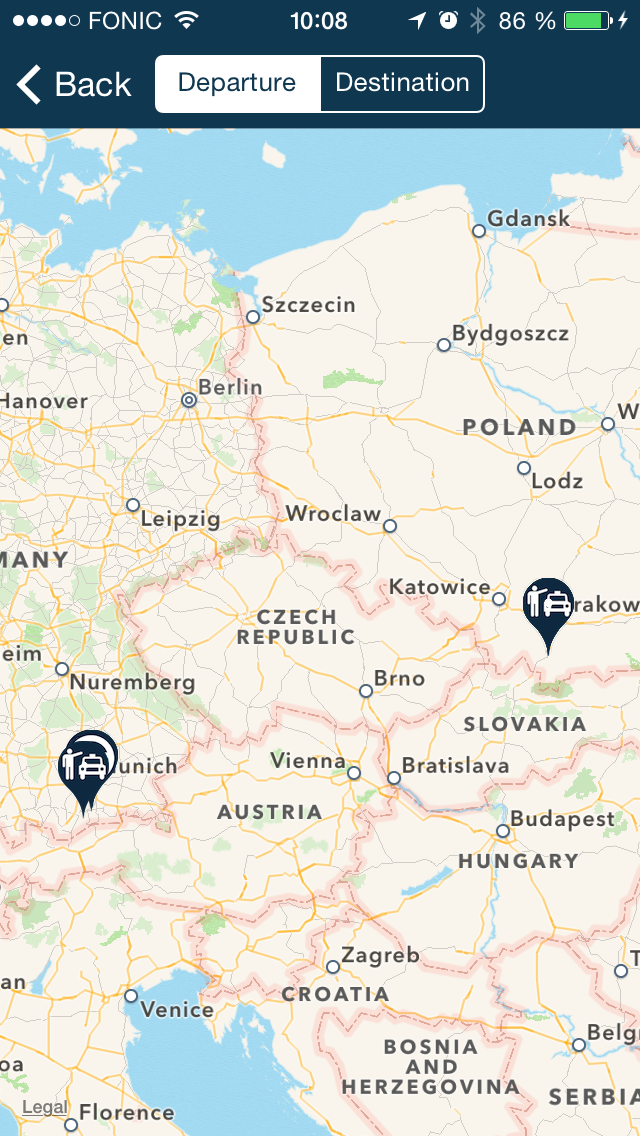 FONIC 10:08 86 %
Back Departure Destination
Gdansk
Szczecin
en
Bydgoszcz
Berlin
Hanover
W
POLAND
Lodz
Leipzig
Wroclaw
MANY
Katowice
rakow
CZECH
REPUBLIC
eim
Nuremberg
Brno
SLOVAKIA
unich
Vienna
Bratislava
AUSTRIA
Budapest
HUNGARY
Zagreb
T
an
CROATIA
Venice
Belgr
BOSNIA
AND
HERZEGOVINA
oa
SERBIA
Legal
Florence